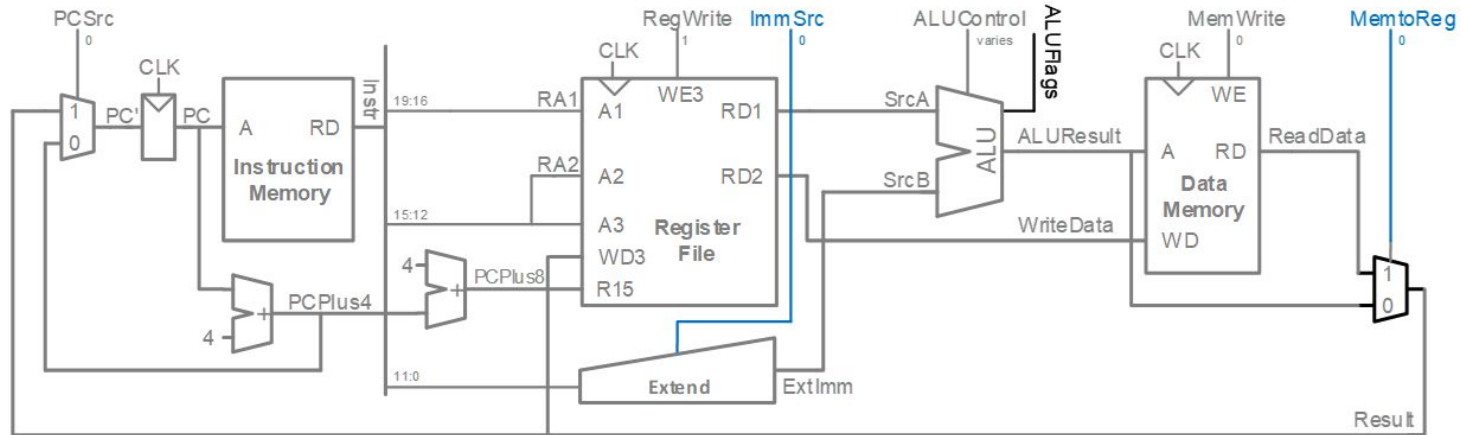 PCSrc
0
RegWrite
1
ImmSrc
0
ALUControl
varies
ALUFlags
MemWrite
0
MemtoReg
0
CLK
CLK
CLK
1
0
PC'
PC
A
RD
Instruction
Memory
Instr
19:16
RA1
A1
WE3
RD1
SrcA
RA2
A2
RD2
SrcB
ALU
ALUResult
WE
A
RD
ReadData
Data
Memory
15:12
A3
Register
File
WriteData
WD
WD3
4
+
PCPlus8
R15
1
0
PCPlus4
4
+
11:0
Extend
ExtImm
Result